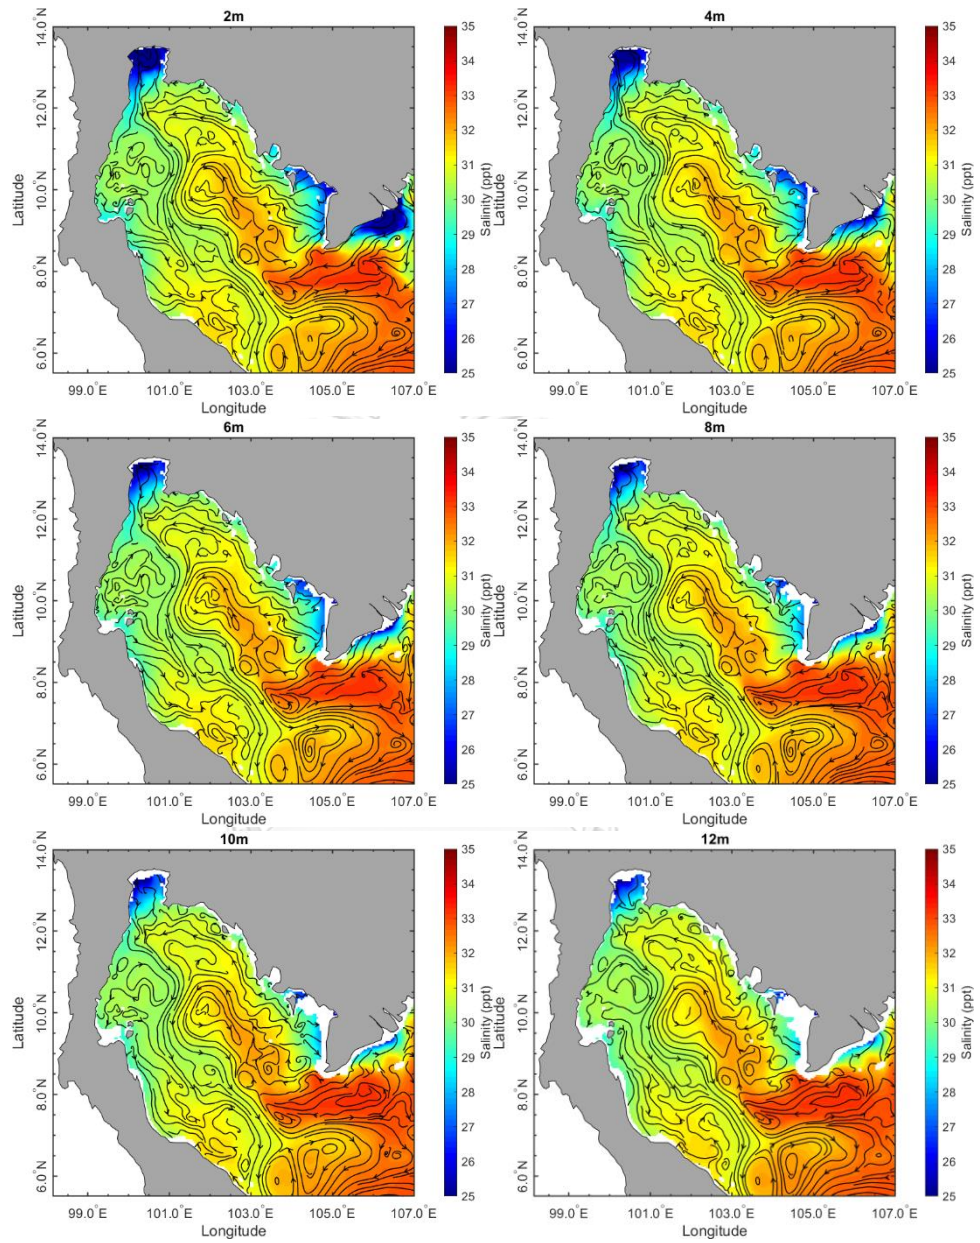 2m
4m
14.0°N
12.0°N
10.0°N
8.0°N
6.0°N
Latitude
99.0°E
101.0°E
103.0°E
105.0°E
107.0°E
Longitude
35
34
33
32
31
30
29
28
27
26
25
Salinity (ppt)
14.0°N
12.0°N
10.0°N
8.0°N
6.0°N
Latitude
99.0°E
101.0°E
103.0°E
105.0°E
107.0°E
Longitude
35
34
33
32
31
30
29
28
27
26
25
Salinity (ppt)
6m
8m
14.0°N
12.0°N
10.0°N
8.0°N
6.0°N
Latitude
99.0°E
101.0°E
103.0°E
105.0°E
107.0°E
Longitude
35
34
33
32
31
30
29
28
27
26
25
Salinity (ppt)
14.0°N
12.0°N
10.0°N
8.0°N
6.0°N
Latitude
99.0°E
101.0°E
103.0°E
105.0°E
107.0°E
Longitude
35
34
33
32
31
30
29
28
27
26
25
Salinity (ppt)
10m
12m
14.0°N
12.0°N
10.0°N
8.0°N
6.0°N
Latitude
99.0°E
101.0°E
103.0°E
105.0°E
107.0°E
Longitude
35
34
33
32
31
30
29
28
27
26
25
Salinity (ppt)
14.0°N
12.0°N
10.0°N
8.0°N
6.0°N
Latitude
99.0°E
101.0°E
103.0°E
105.0°E
107.0°E
Longitude
35
34
33
32
31
30
29
28
27
26
25
Salinity (ppt)